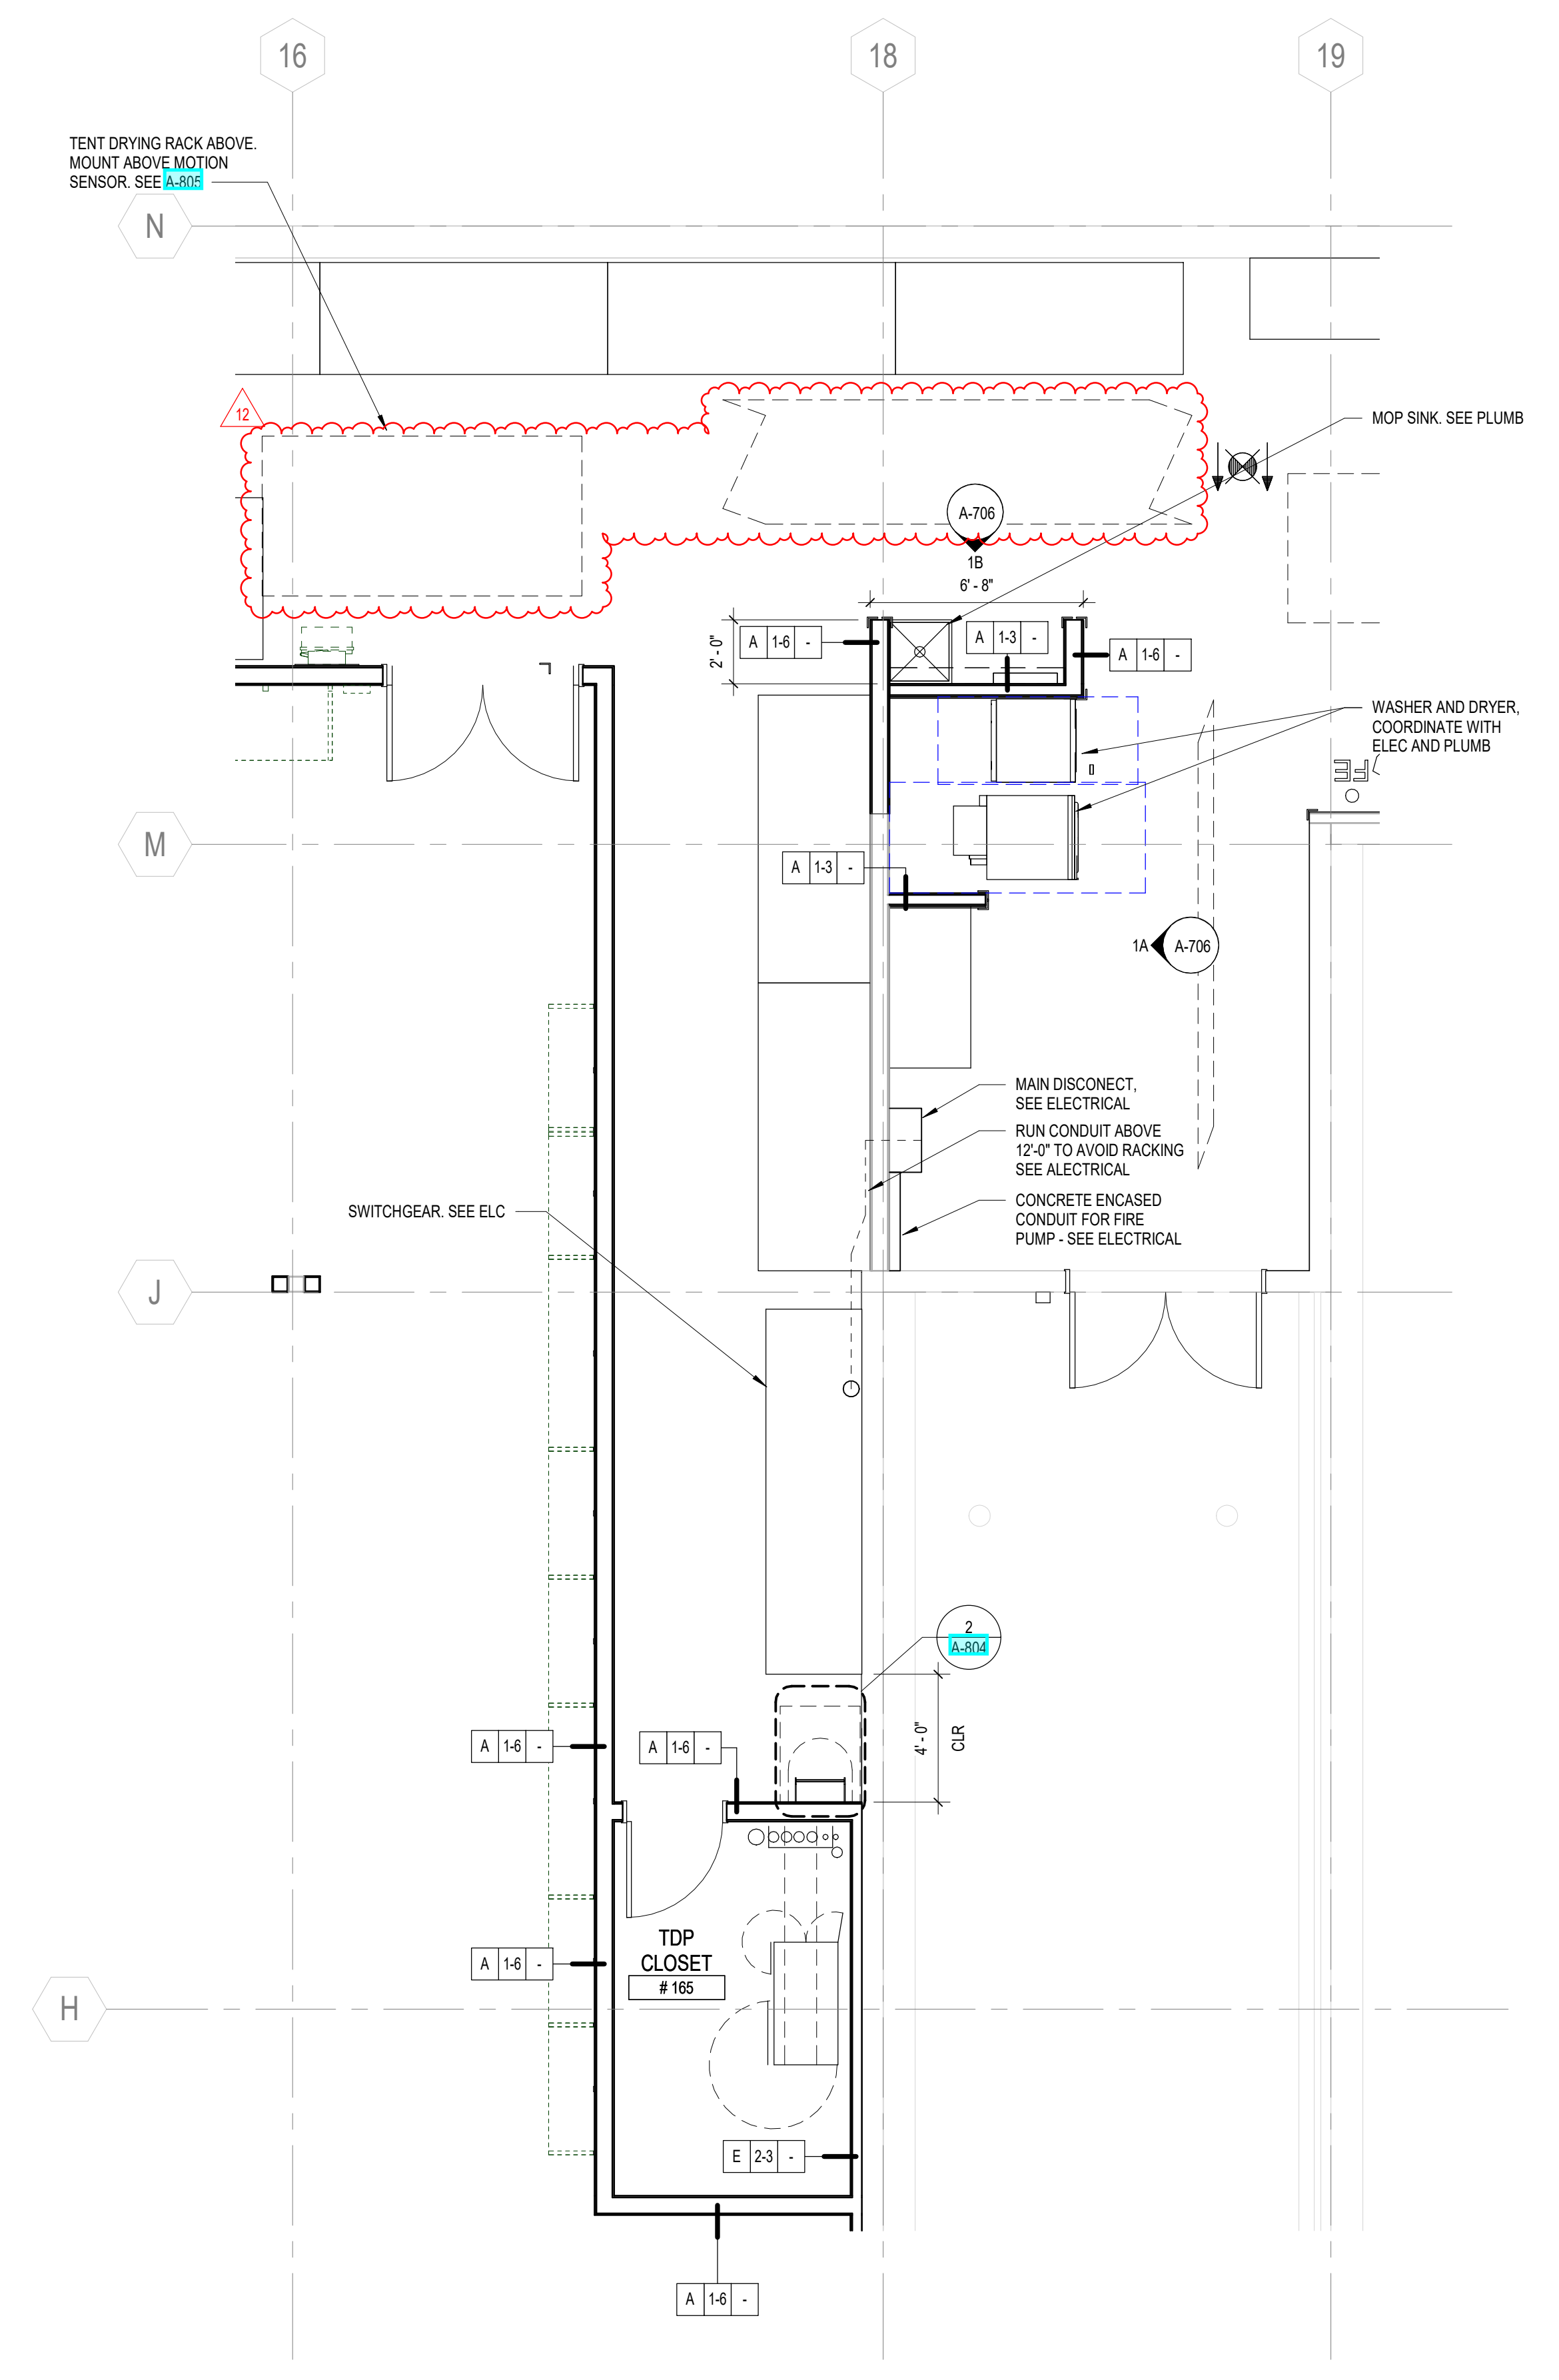 16
18
19
TENT DRYING RACK ABOVE.
MOUNT ABOVE MOTION
SENSOR. SEE A-805
N
12
MOP SINK. SEE PLUMB
A-706
1B
6' - 8"
2' - 0"
A 1-6 -
A 1-3 -
A 1-6 -
WASHER AND DRYER,
COORDINATE WITH
ELEC AND PLUMB
FE
M
A 1-3 -
1A
A-706
MAIN DISCONECT,
SEE ELECTRICAL
RUN CONDUIT ABOVE
12'-0" TO AVOID RACKING
SEE ALECTRICAL
CONCRETE ENCASED
CONDUIT FOR FIRE
PUMP - SEE ELECTRICAL
SWITCHGEAR. SEE ELC
J
2
A-804
4' - 0"
CLR
A 1-6 -
A 1-6 -
TDP
CLOSET
# 165
A 1-6 -
H
E 2-3 -
A 1-6 -